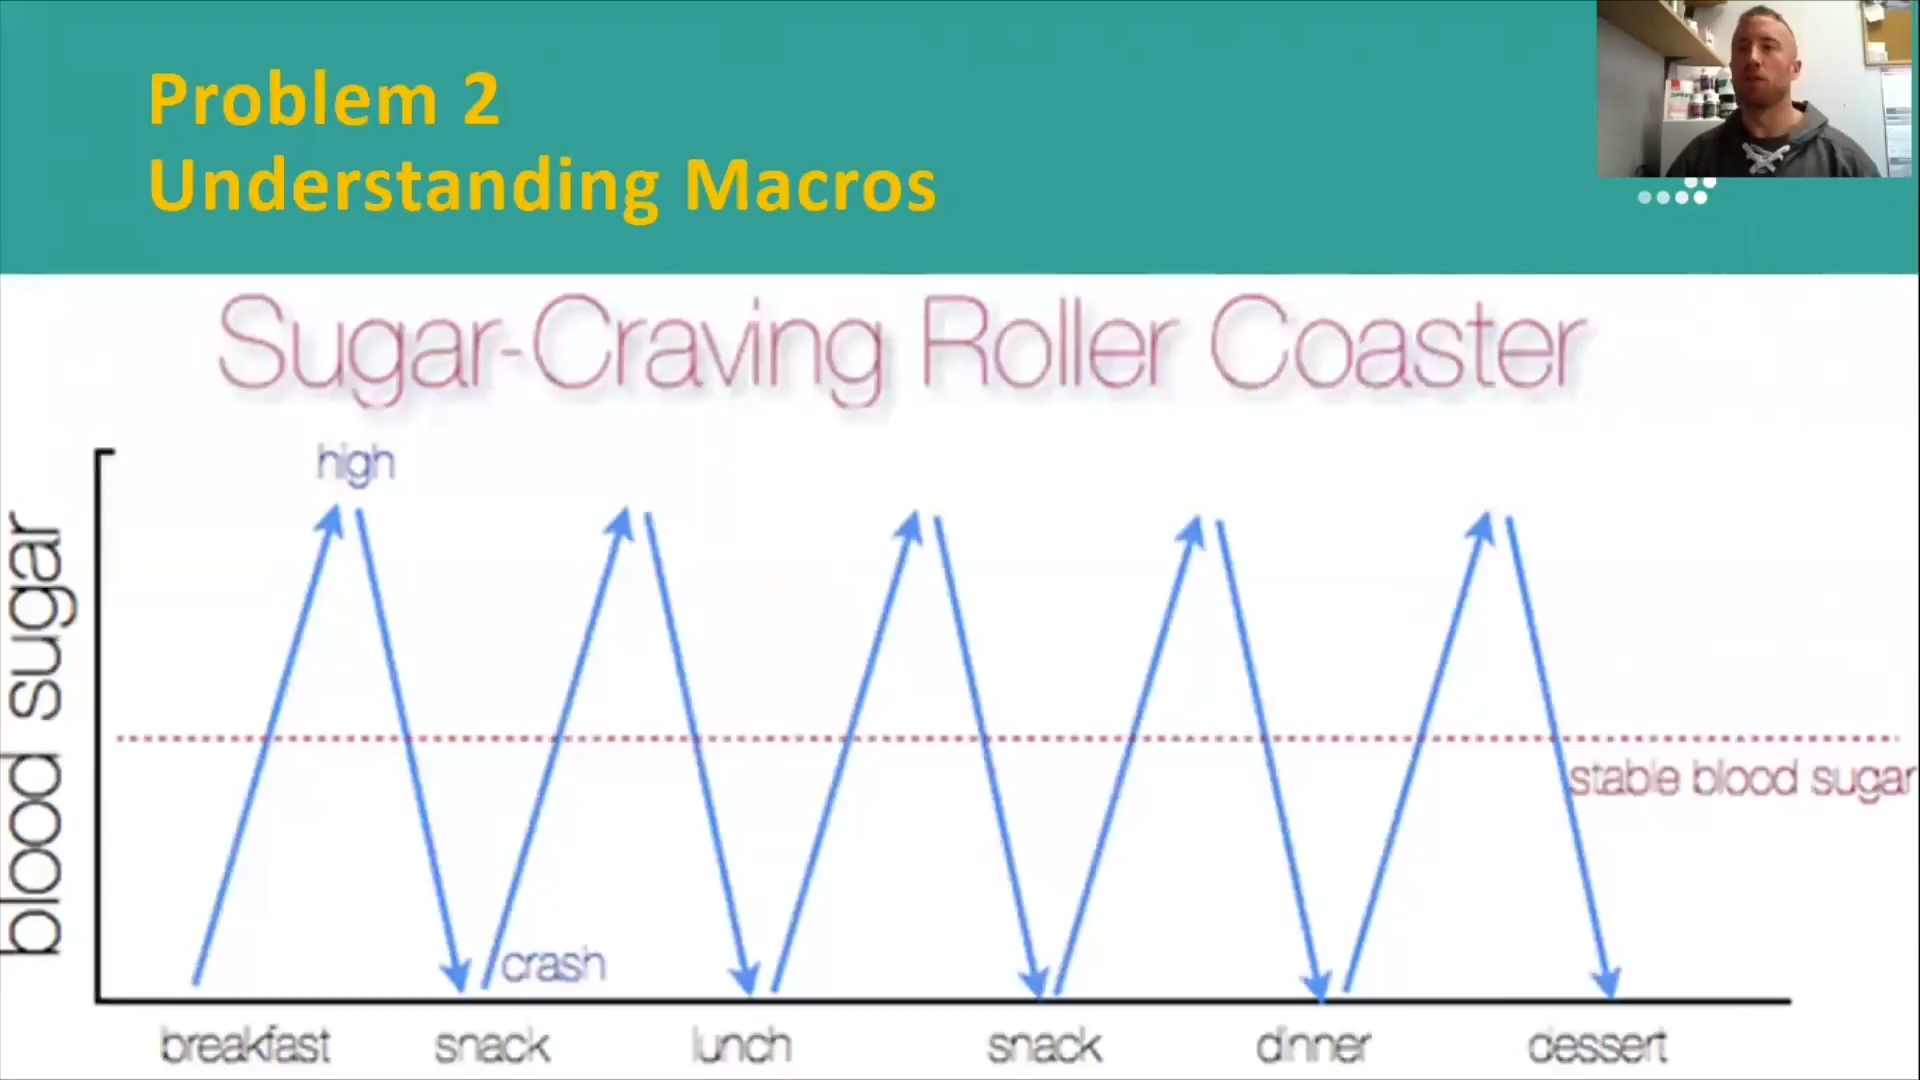 Problem 2
Understanding Macros
Sugar-Craving Roller Coaster
high
blood sugar
stable blood sugar
crash
breakfast snack lunch snack dinner dessert